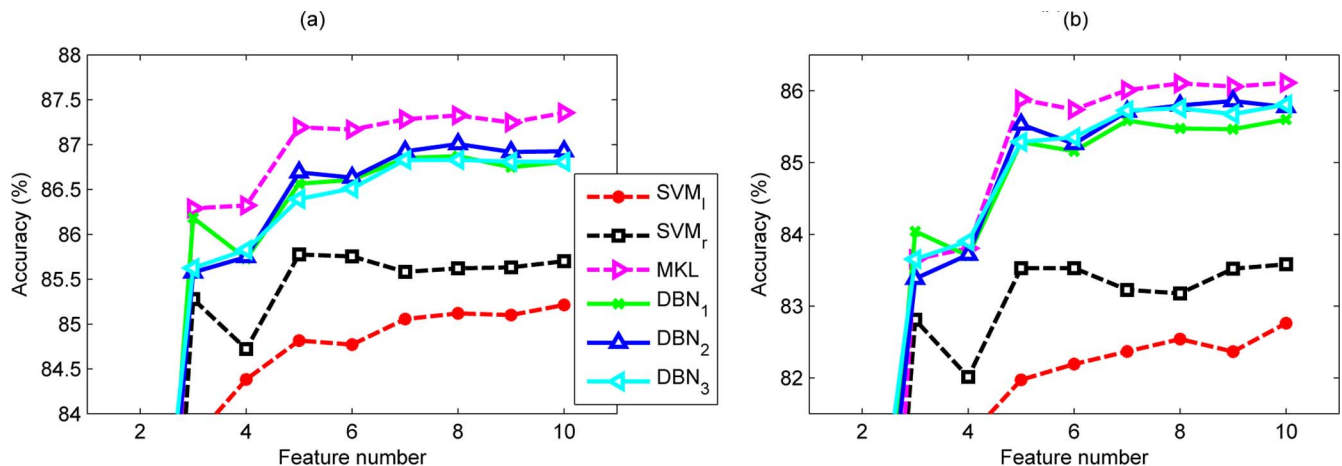 (a)
88
87.5
87
86.5
86
85.5
85
84.5
84
2 4 6 8 10
Accuracy (%)
Feature number
SVM_l
SVM_r
MKL
DBN_1
DBN_2
DBN_3
(b)
86
85
84
83
82
2 4 6 8 10
Accuracy (%)
Feature number